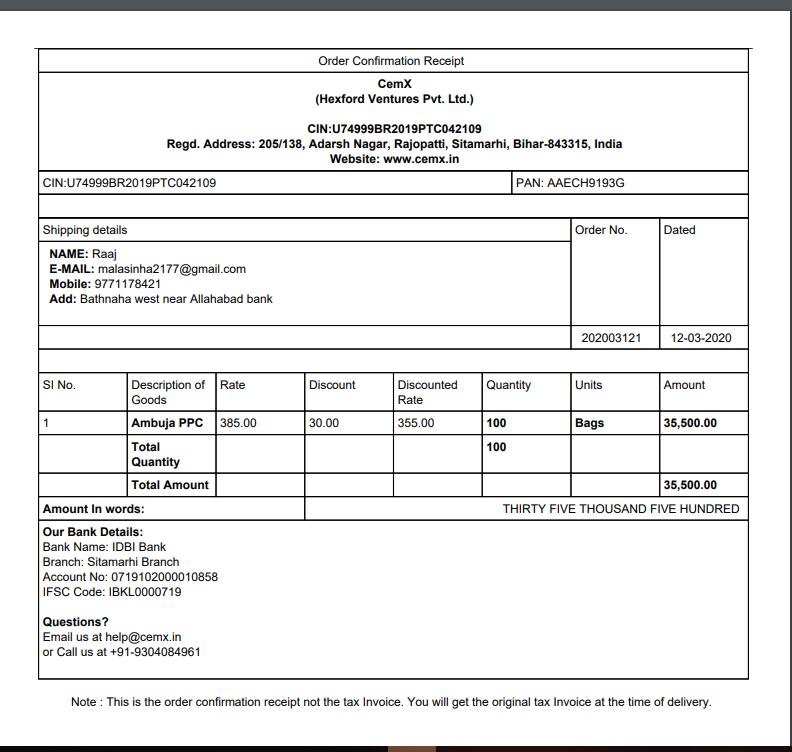 Order Confirmation Receipt
CemX
(Hexford Ventures Pvt. Ltd.)
CIN:U74999BR2019PTC042109
Regd. Address: 205/138, Adarsh Nagar, Rajopatti, Sitamarhi, Bihar-843315, India
Website: www.cemx.in
CIN:U74999BR2019PTC042109 PAN: AAECH9193G
Shipping details Order No. Dated
NAME: Raaj
E-MAIL: malasinha2177@gmail.com
Mobile: 9771178421
Add: Bathnaha west near Allahabad bank
202003121 12-03-2020
SI No. Description of Goods Rate Discount Discounted Rate Quantity Units Amount
1 Ambuja PPC 385.00 30.00 355.00 100 Bags 35,500.00
Total Quantity 100
Total Amount 35,500.00
Amount In words: THIRTY FIVE THOUSAND FIVE HUNDRED
Our Bank Details:
Bank Name: IDBI Bank
Branch: Sitamarhi Branch
Account No: 0719102000010858
IFSC Code: IBKL0000719
Questions?
Email us at help@cemx.in
or Call us at +91-9304084961
Note : This is the order confirmation receipt not the tax Invoice. You will get the original tax Invoice at the time of delivery.